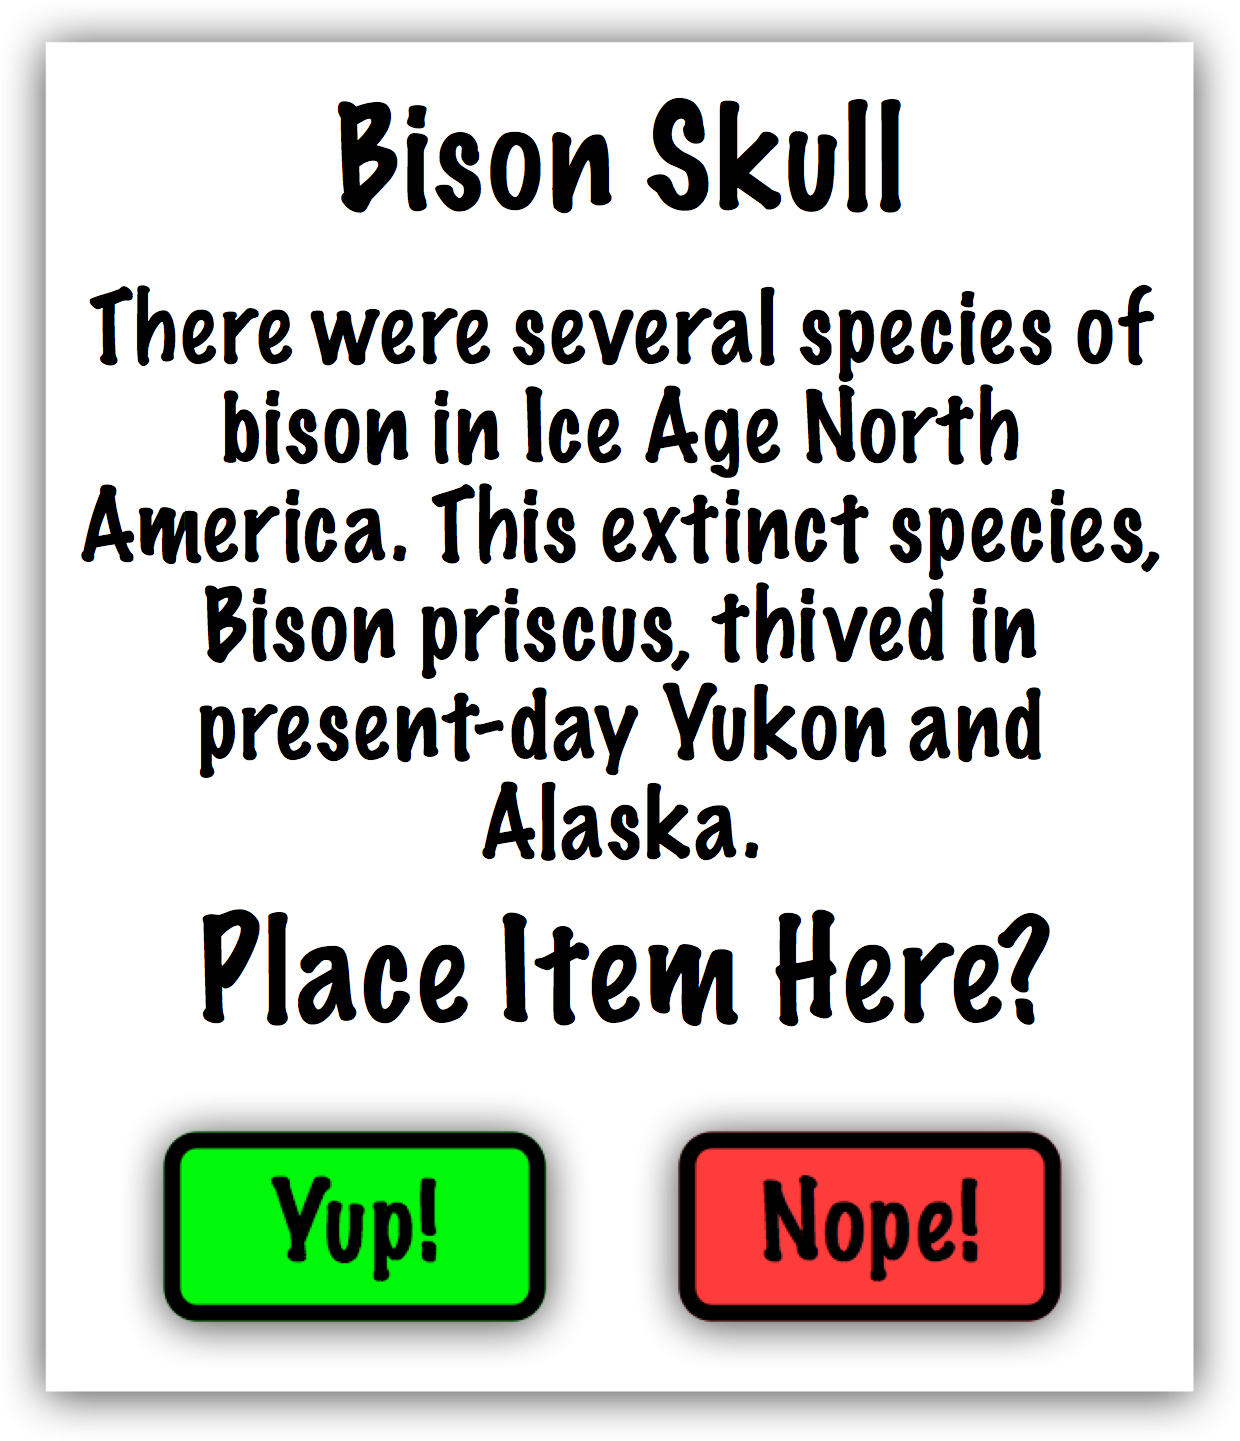 Bison Skull
There were several species of
bison in Ice Age North
America. This extinct species,
Bison priscus, thived in
present-day Yukon and
Alaska.
Place Item Here?
Yup!
Nope!